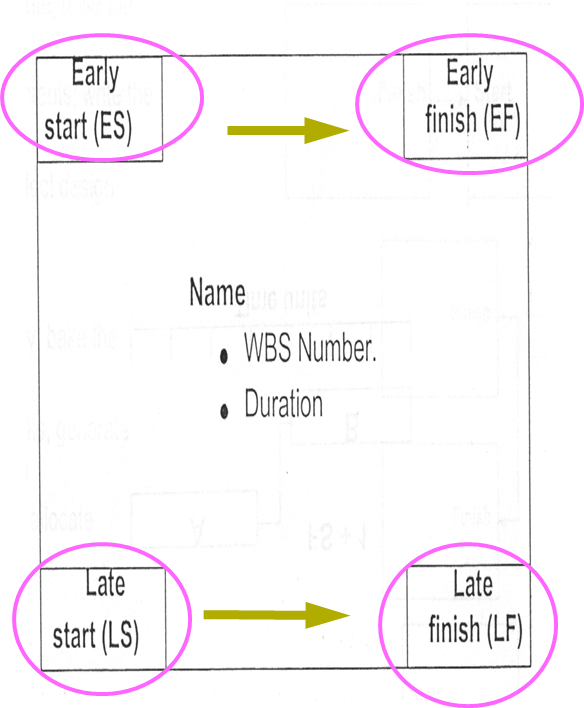 Early
start (ES)
Early
finish (EF)
Name
• WBS Number.
• Duration
Late
start (LS)
Late
finish (LF)